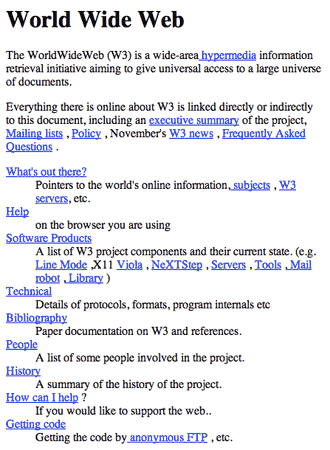 World Wide Web
The WorldWideWeb (W3) is a wide-area hypermedia information
retrieval initiative aiming to give universal access to a large universe
of documents.
Everything there is online about W3 is linked directly or indirectly
to this document, including an executive summary of the project,
Mailing lists , Policy , November's W3 news , Frequently Asked
Questions .
What's out there?
Pointers to the world's online information, subjects , W3
servers, etc.
Help
on the browser you are using
Software Products
A list of W3 project components and their current state. (e.g.
Line Mode ,X11 Viola , NeXTStep , Servers , Tools , Mail
robot , Library )
Technical
Details of protocols, formats, program internals etc
Bibliography
Paper documentation on W3 and references.
People
A list of some people involved in the project.
History
A summary of the history of the project.
How can I help ?
If you would like to support the web..
Getting code
Getting the code by anonymous FTP , etc.